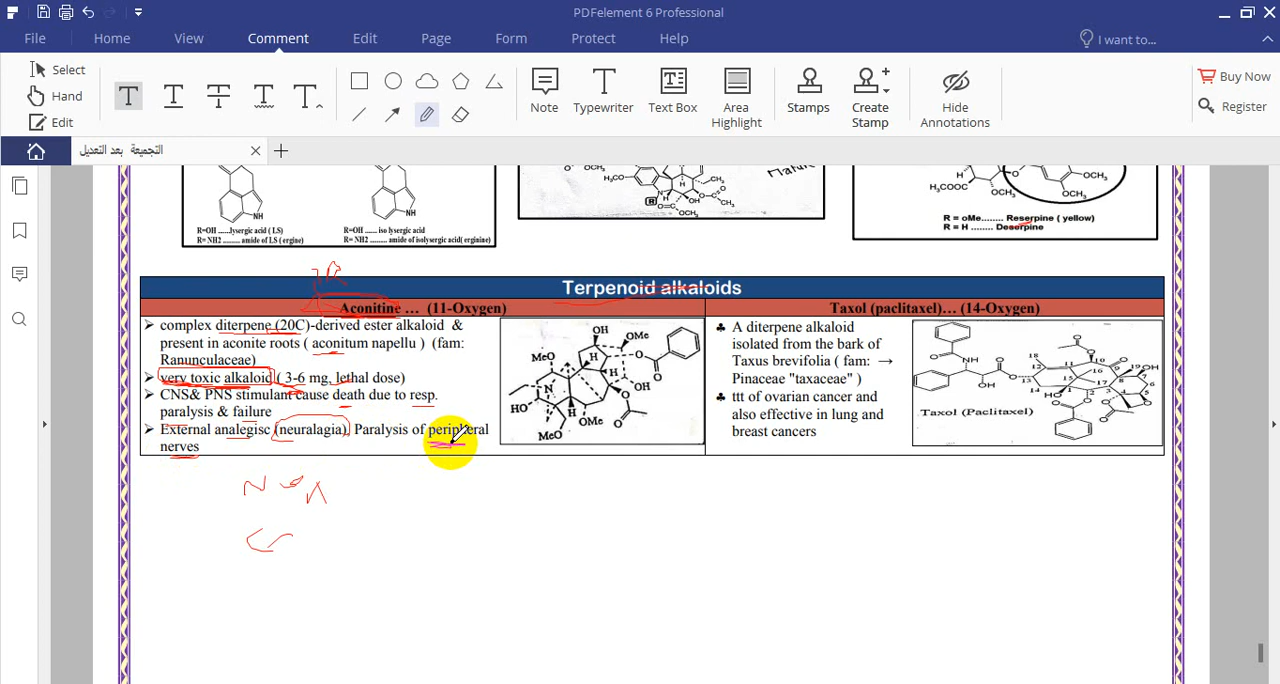 PDFelement 6 Professional
File Home View Comment Edit Page Form Protect Help I want to...
Select
Hand
Edit
Note Typewriter Text Box Area Highlight Stamps Create Stamp Hide Annotations
Buy Now
Register
التجميعة بعد التعديل
R=OH ......lysergic acid (LS)
R= NH2 ......... amide of LS ( ergine)
R=OH ...... iso lysergic acid
R= NH2 ......... amide of isolysergic acid( erginine)
R = oMe........ Reserpine ( yellow)
R = H ........ Deserpine
Terpenoid alkaloids
Aconitine … (11-Oxygen)
Taxol (paclitaxel)… (14-Oxygen)
➢ complex diterpene (20C)-derived ester alkaloid &
present in aconite roots ( aconitum napellu ) (fam:
Ranunculaceae)
➢ very toxic alkaloid ( 3-6 mg, lethal dose)
➢ CNS& PNS stimulant cause death due to resp.
paralysis & failure
➢ External analegisc (neuralagia). Paralysis of peripheral
nerves
♣ A diterpene alkaloid
isolated from the bark of
Taxus brevifolia ( fam: →
Pinaceae "taxaceae" )
♣ ttt of ovarian cancer and
also effective in lung and
breast cancers
Taxol (Paclitaxel)